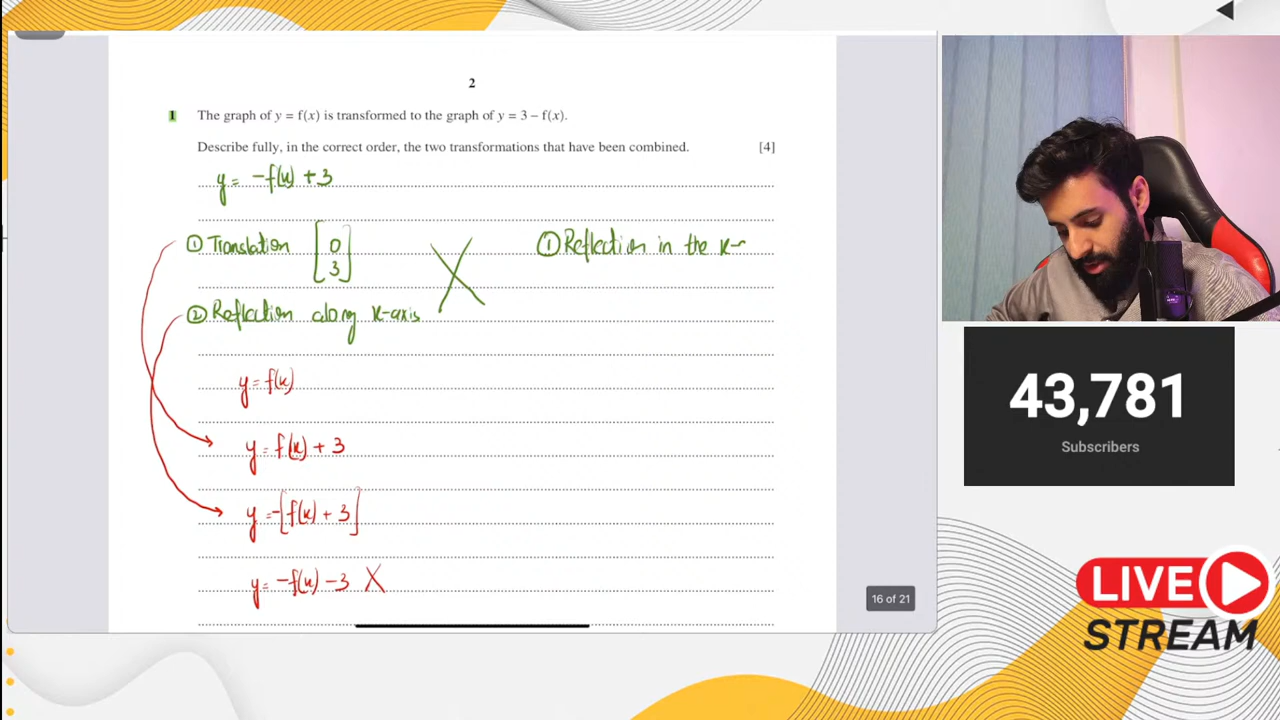 2
1 The graph of y = f(x) is transformed to the graph of y = 3 – f(x).
Describe fully, in the correct order, the two transformations that have been combined. [4]
y = -f(x) + 3
① Translation [0 3]
① Reflection in the x-
② Reflection along x-axis
y = f(x)
y = f(x) + 3
y = -[f(x) + 3]
y = -f(x) - 3 X
16 of 21
43,781
Subscribers
LIVE
STREAM